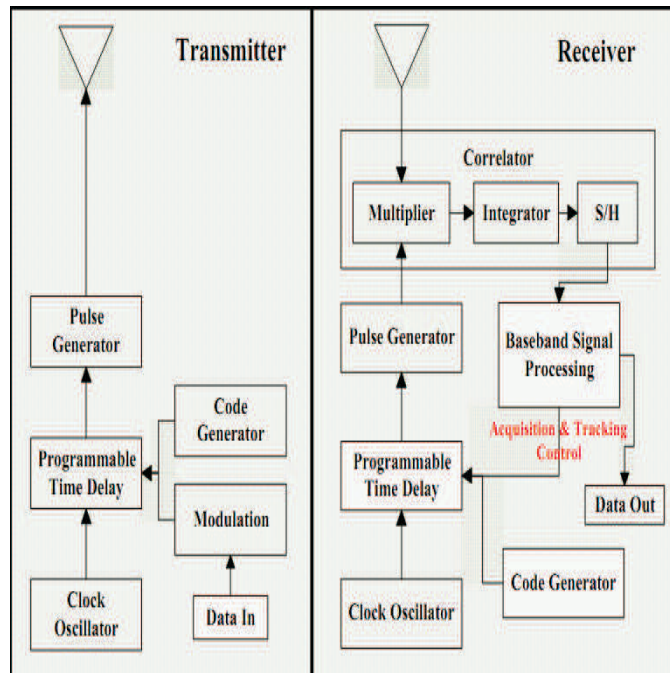 Transmitter
Pulse
Generator
Code
Generator
Programmable
Time Delay
Modulation
Clock
Oscillator
Data In
Receiver
Correlator
Multiplier
Integrator
S/H
Pulse Generator
Baseband Signal
Processing
Acquisition & Tracking
Control
Programmable
Time Delay
Data Out
Clock Oscillator
Code Generator